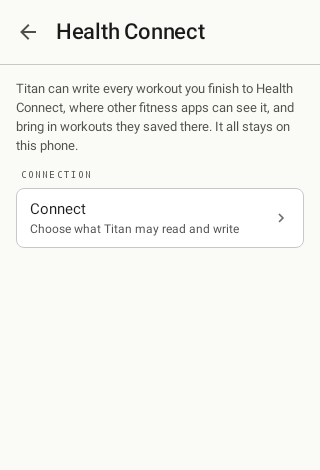 Health Connect
Titan can write every workout you finish to Health
Connect, where other fitness apps can see it, and
bring in workouts they saved there. It all stays on
this phone.
CONNECTION
Connect
Choose what Titan may read and write